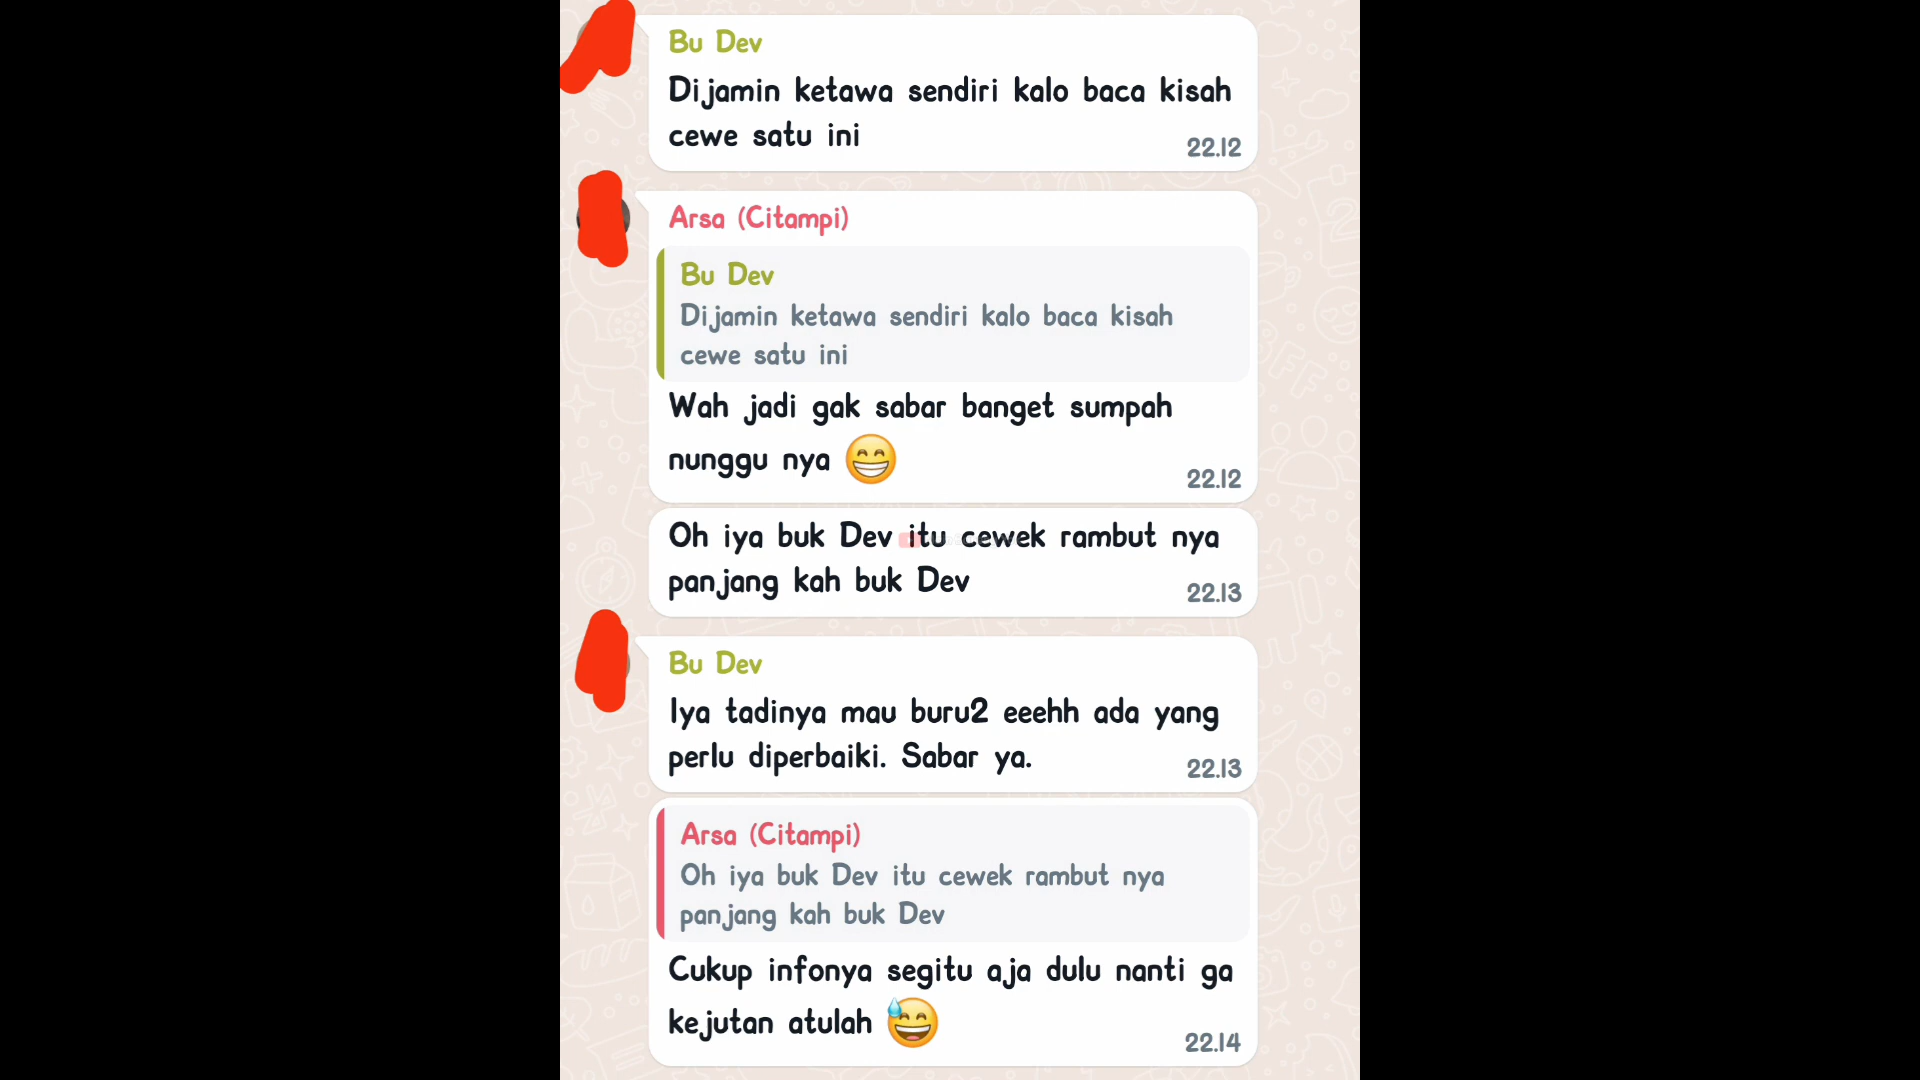 Bu Dev
Dijamin ketawa sendiri kalo baca kisah
cewe satu ini
22.12
Arsa (Citampi)
Bu Dev
Dijamin ketawa sendiri kalo baca kisah
cewe satu ini
Wah jadi gak sabar banget sumpah
nunggu nya 😁
22.12
Oh iya buk Dev itu cewek rambut nya
panjang kah buk Dev
22.13
Bu Dev
Iya tadinya mau buru2 eeehh ada yang
perlu diperbaiki. Sabar ya.
22.13
Arsa (Citampi)
Oh iya buk Dev itu cewek rambut nya
panjang kah buk Dev
Cukup infonya segitu aja dulu nanti ga
kejutan atulah 😅
22.14